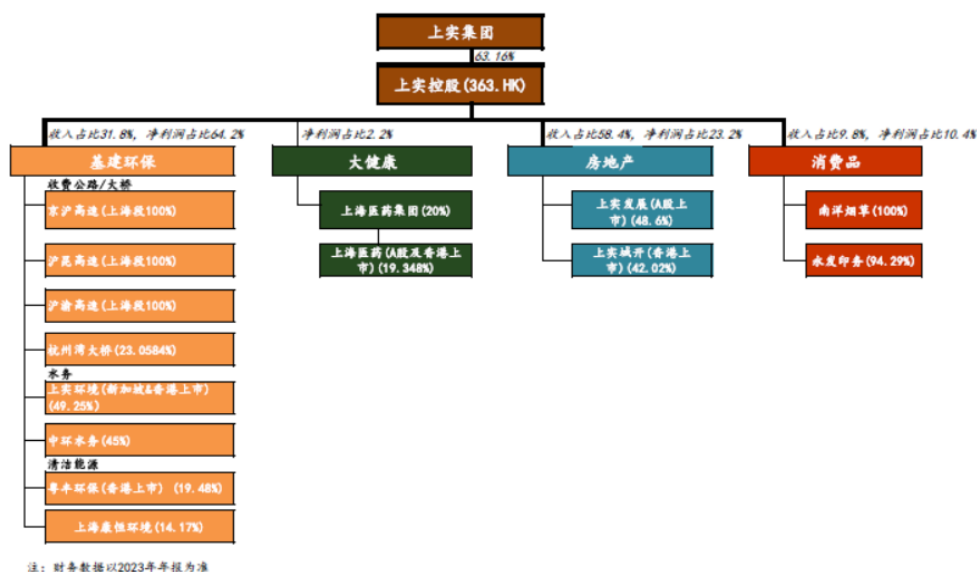 上实集团
63.16%
上实控股(363.HK)
收入占比31.8%, 净利润占比64.2%
净利润占比2.2%
收入占比58.4%, 净利润占比23.2%
收入占比9.8%, 净利润占比10.4%
基建环保
大健康
房地产
消费品
收费公路/大桥
京沪高速(上海段100%)
沪昆高速(上海段100%)
沪渝高速(上海段100%)
杭州湾大桥(23.0584%)
水务
上实环境(新加坡&香港上市)
(49.25%)
中环水务(45%)
清洁能源
粤丰环保(香港上市) (19.48%)
上海康恒环境(14.17%)
上海医药集团(20%)
上海医药(A股及香港上
市)(19.348%)
上实发展(A股上
市)(48.6%)
上实城开(香港上
市)(42.02%)
南洋烟草(100%)
永发印务(94.29%)
注: 财务数据以2023年年报为准